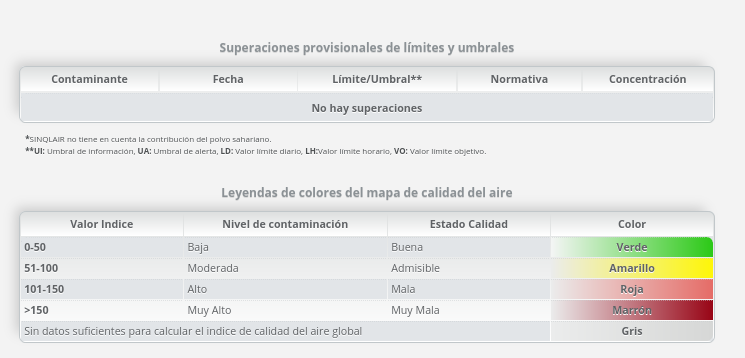 Superaciones provisionales de límites y umbrales
Contaminante Fecha Límite/Umbral** Normativa Concentración
No hay superaciones
*SINQLAIR no tiene en cuenta la contribución del polvo sahariano.
**UI: Umbral de información, UA: Umbral de alerta, LD: Valor límite diario, LH:Valor límite horario, VO: Valor límite objetivo.
Leyendas de colores del mapa de calidad del aire
Valor Indice Nivel de contaminación Estado Calidad Color
0-50 Baja Buena Verde
51-100 Moderada Admisible Amarillo
101-150 Alto Mala Roja
>150 Muy Alto Muy Mala Marrón
Sin datos suficientes para calcular el indice de calidad del aire global Gris